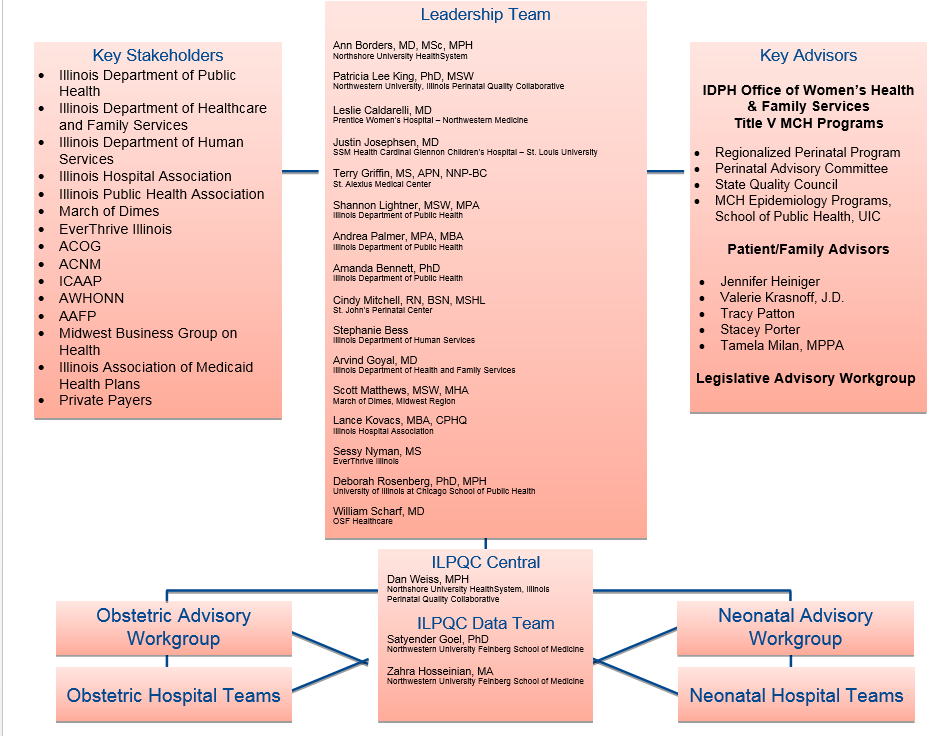 Key Stakeholders
• Illinois Department of Public
Health
• Illinois Department of Healthcare
and Family Services
• Illinois Department of Human
Services
• Illinois Hospital Association
• Illinois Public Health Association
• March of Dimes
• EverThrive Illinois
• ACOG
• ACNM
• ICAAP
• AWHONN
• AAFP
• Midwest Business Group on
Health
• Illinois Association of Medicaid
Health Plans
• Private Payers
Leadership Team
Ann Borders, MD, MSc, MPH
Northshore University HealthSystem
Patricia Lee King, PhD, MSW
Northwestern University, Illinois Perinatal Quality Collaborative
Leslie Caldarelli, MD
Prentice Women's Hospital – Northwestern Medicine
Justin Josephsen, MD
SSM Health Cardinal Glennon Children's Hospital – St. Louis University
Terry Griffin, MS, APN, NNP-BC
St. Alexius Medical Center
Shannon Lightner, MSW, MPA
Illinois Department of Public Health
Andrea Palmer, MPA, MBA
Illinois Department of Public Health
Amanda Bennett, PhD
Illinois Department of Public Health
Cindy Mitchell, RN, BSN, MSHL
St. John's Perinatal Center
Stephanie Bess
Illinois Department of Human Services
Arvind Goyal, MD
Illinois Department of Health and Family Services
Scott Matthews, MSW, MHA
March of Dimes, Midwest Region
Lance Kovacs, MBA, CPHQ
Illinois Hospital Association
Sessy Nyman, MS
EverThrive Illinois
Deborah Rosenberg, PhD, MPH
University of Illinois at Chicago School of Public Health
William Scharf, MD
OSF Healthcare
Key Advisors
IDPH Office of Women's Health
& Family Services
Title V MCH Programs
• Regionalized Perinatal Program
• Perinatal Advisory Committee
• State Quality Council
• MCH Epidemiology Programs,
School of Public Health, UIC
Patient/Family Advisors
• Jennifer Heiniger
• Valerie Krasnoff, J.D.
• Tracy Patton
• Stacey Porter
• Tamela Milan, MPPA
Legislative Advisory Workgroup
ILPQC Central
Dan Weiss, MPH
Northshore University HealthSystem, Illinois
Perinatal Quality Collaborative
ILPQC Data Team
Satyender Goel, PhD
Northwestern University Feinberg School of Medicine
Zahra Hosseinian, MA
Northwestern University Feinberg School of Medicine
Obstetric Advisory
Workgroup
Obstetric Hospital Teams
Neonatal Advisory
Workgroup
Neonatal Hospital Teams